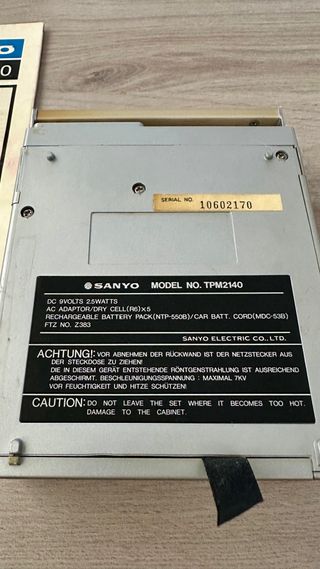 O
0
SERIAL NO. 10602170
SANYO MODEL NO. TPM2140
DC 9VOLTS 2.5WATTS
AC ADAPTOR/DRY CELL(R6)X5
RECHARGEABLE BATTERY PACK(NTP-550B)/CAR BATT. CORD(MDC-53B)
FTZ NO. Z383
SANYO ELECTRIC CO., LTD.
ACHTUNG!: VOR ABNEHMEN DER RÜCKWAND IST DER NETZSTECKER AUS
DER STECKDOSE ZU ZIEHEN!
DIE IN DIESEM GERÄT ENTSTEHENDE RÖNTGENSTRAHLUNG IST AUSREICHEND
ABGESCHIRMT. BESCHLEUNIGUNGSSPANNUNG : MAXIMAL 7KV
VOR FEUCHTIGKEIT UND HITZE SCHÜTZEN!
CAUTION: DO NOT LEAVE THE SET WHERE IT BECOMES TOO HOT.
DAMAGE TO THE CABINET.